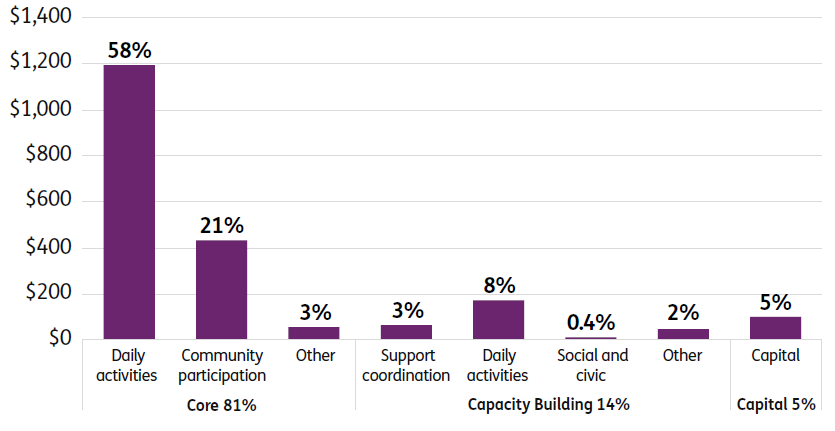 $1,400
$1,200
$1,000
$800
$600
$400
$200
$0
58%
21%
3%
3%
8%
0.4%
2%
5%
Daily
activities
Community
participation
Other
Support
coordination
Daily
activities
Social and
civic
Other
Capital
Core 81%
Capacity Building 14%
Capital 5%